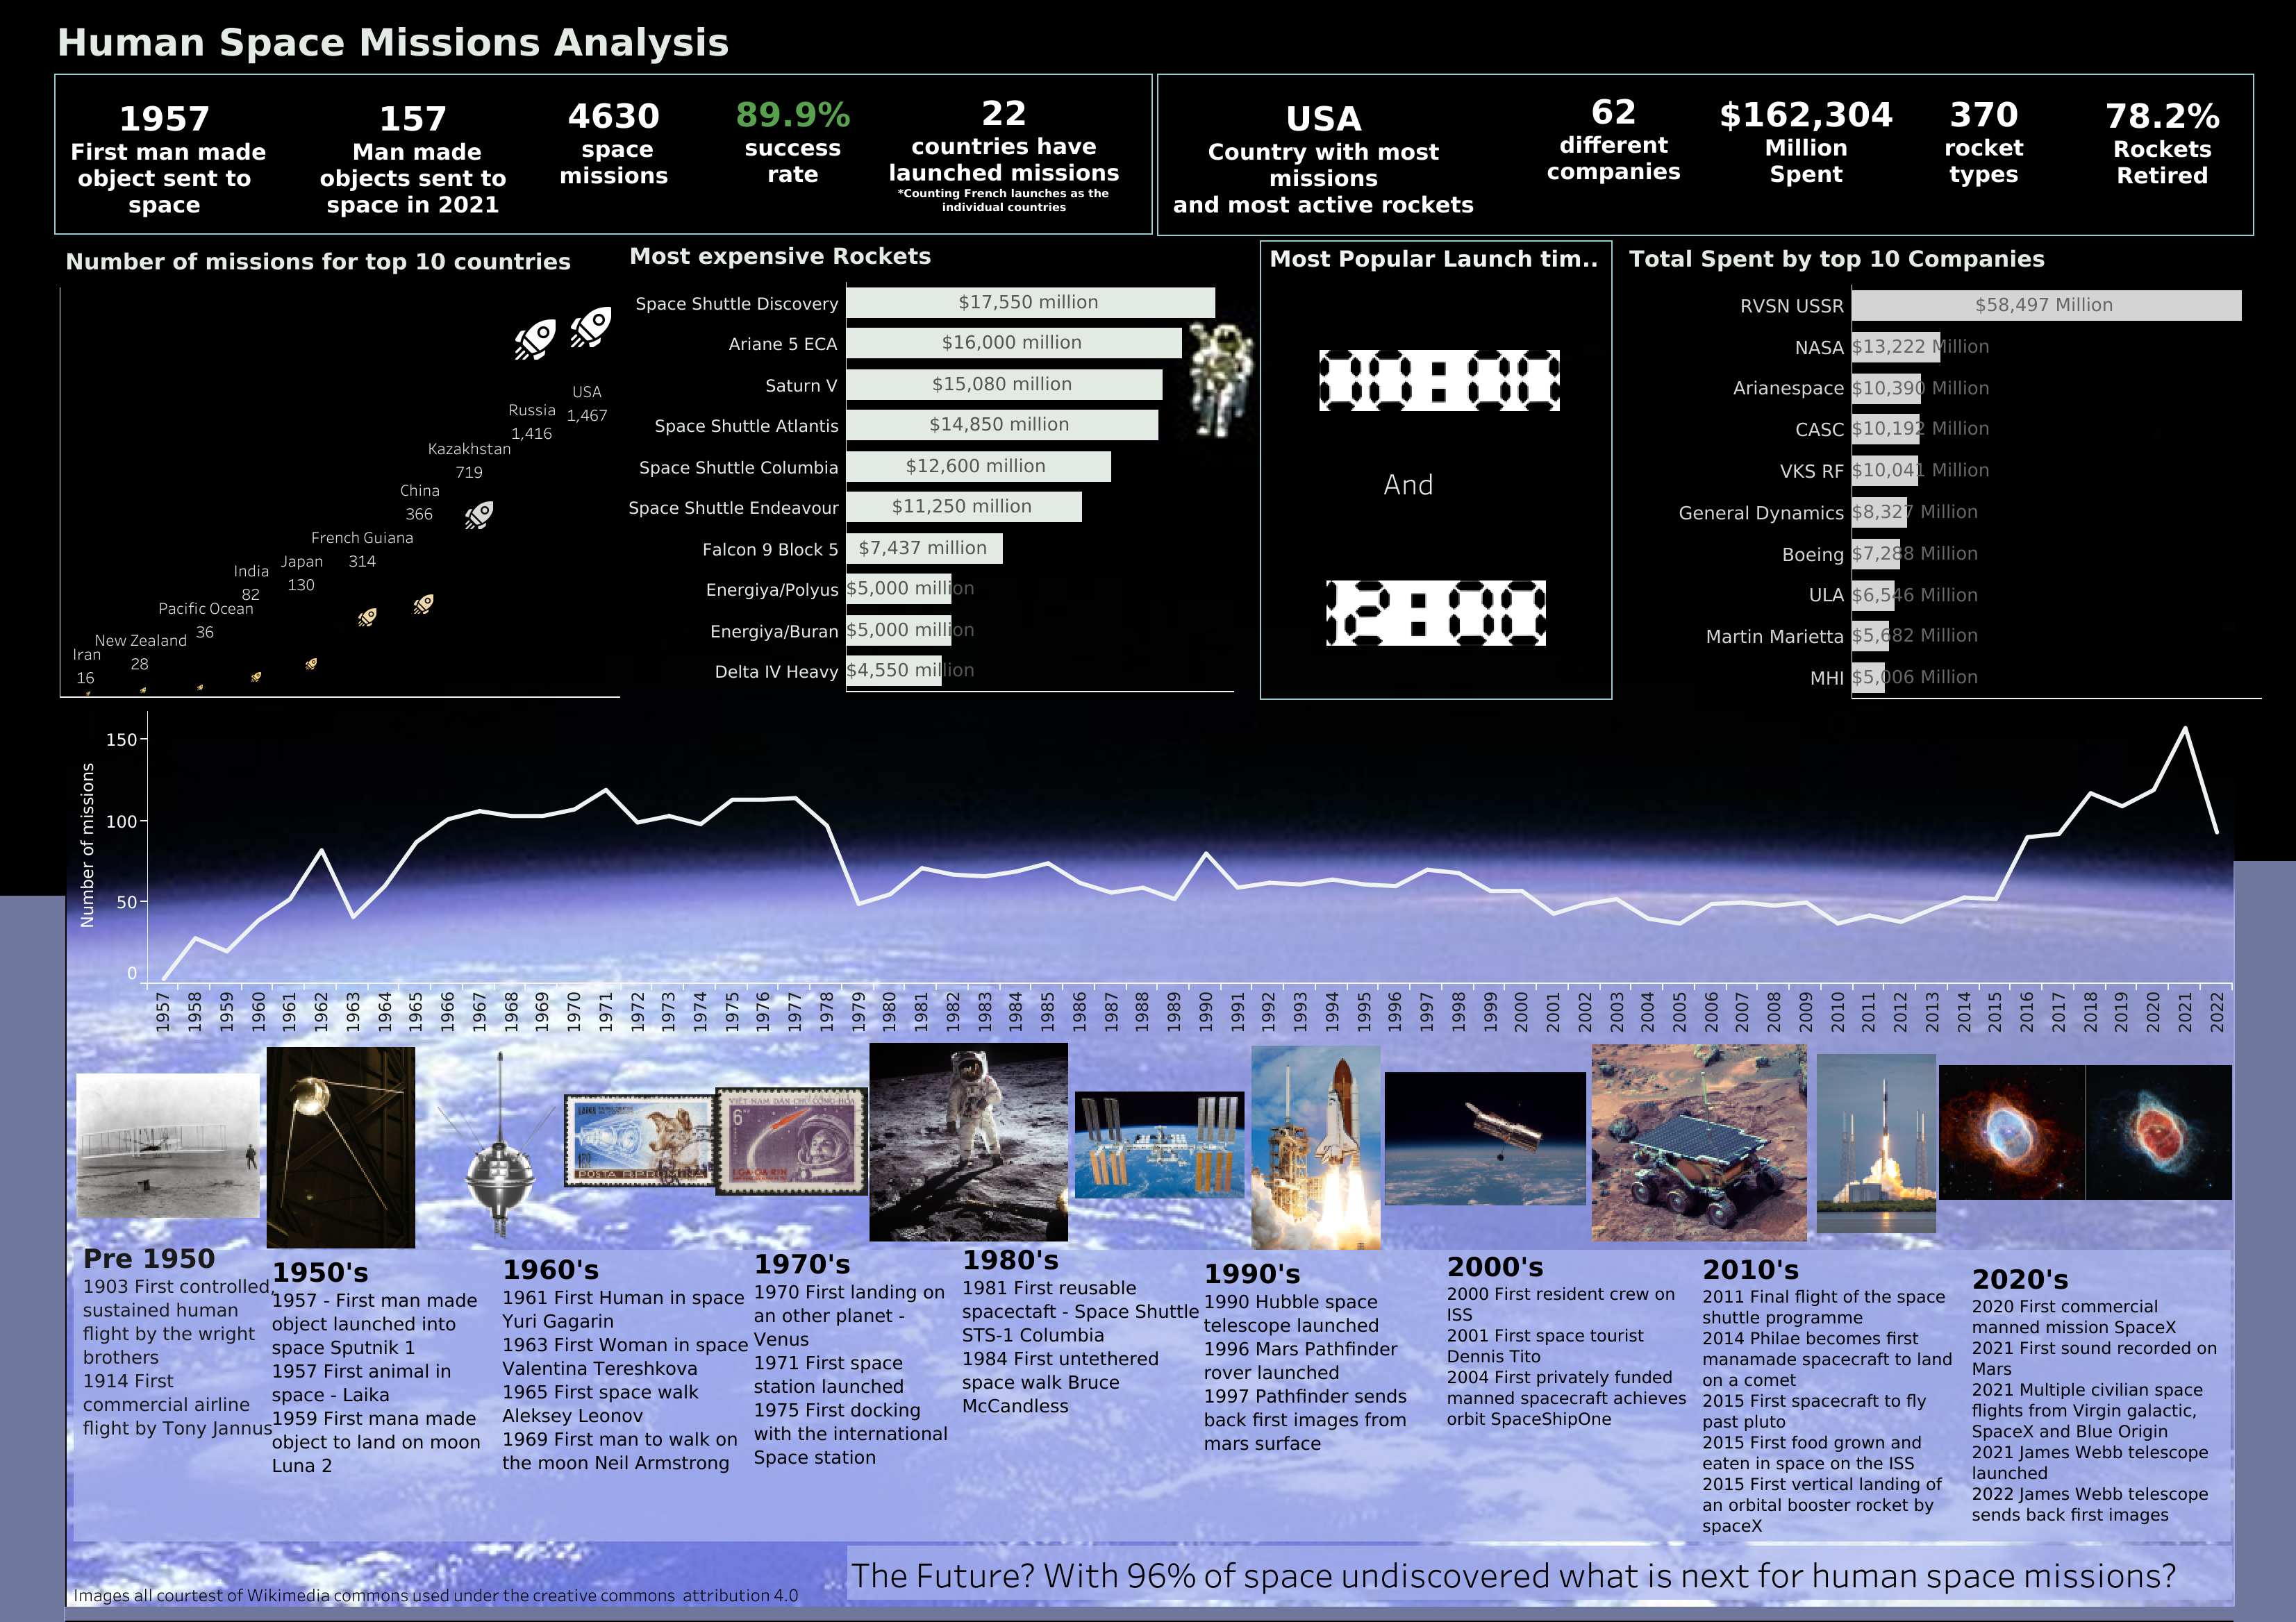 Human Space Missions Analysis
1957
First man made
object sent to
space
157
Man made
objects sent to
space in 2021
4630
space
missions
89.9%
success
rate
22
countries have
launched missions
*Counting French launches as the
individual countries
USA
Country with most
missions
and most active rockets
62
different
companies
$162,304
Million
Spent
370
rocket
types
78.2%
Rockets
Retired
Number of missions for top 10 countries
USA
1,467
Russia
1,416
Kazakhstan
719
China
366
French Guiana
314
Japan
130
India
82
Pacific Ocean
36
New Zealand
28
Iran
16
Most expensive Rockets
Space Shuttle Discovery $17,550 million
Ariane 5 ECA $16,000 million
Saturn V $15,080 million
Space Shuttle Atlantis $14,850 million
Space Shuttle Columbia $12,600 million
Space Shuttle Endeavour $11,250 million
Falcon 9 Block 5 $7,437 million
Energiya/Polyus $5,000 million
Energiya/Buran $5,000 million
Delta IV Heavy $4,550 million
Most Popular Launch tim..
And
Total Spent by top 10 Companies
RVSN USSR $58,497 Million
NASA $13,222 Million
Arianespace $10,390 Million
CASC $10,192 Million
VKS RF $10,041 Million
General Dynamics $8,327 Million
Boeing $7,288 Million
ULA $6,546 Million
Martin Marietta $5,682 Million
MHI $5,006 Million
Number of missions
150
100
50
0
1957 1958 1959 1960 1961 1962 1963 1964 1965 1966 1967 1968 1969 1970 1971 1972 1973 1974 1975 1976 1977 1978 1979 1980 1981 1982 1983 1984 1985 1986 1987 1988 1989 1990 1991 1992 1993 1994 1995 1996 1997 1998 1999 2000 2001 2002 2003 2004 2005 2006 2007 2008 2009 2010 2011 2012 2013 2014 2015 2016 2017 2018 2019 2020 2021 2022
POSTA R.P.ROMINA
VIỆT-NAM DÂN-CHỦ CỘNG-HÒA
6
I.GA-GA-RIN
Pre 1950
1903 First controlled,
sustained human
flight by the wright
brothers
1914 First
commercial airline
flight by Tony Jannus
1950's
1957 - First man made
object launched into
space Sputnik 1
1957 First animal in
space - Laika
1959 First mana made
object to land on moon
Luna 2
1960's
1961 First Human in space
Yuri Gagarin
1963 First Woman in space
Valentina Tereshkova
1965 First space walk
Aleksey Leonov
1969 First man to walk on
the moon Neil Armstrong
1970's
1970 First landing on
an other planet -
Venus
1971 First space
station launched
1975 First docking
with the international
Space station
1980's
1981 First reusable
spacectaft - Space Shuttle
STS-1 Columbia
1984 First untethered
space walk Bruce
McCandless
1990's
1990 Hubble space
telescope launched
1996 Mars Pathfinder
rover launched
1997 Pathfinder sends
back first images from
mars surface
2000's
2000 First resident crew on
ISS
2001 First space tourist
Dennis Tito
2004 First privately funded
manned spacecraft achieves
orbit SpaceShipOne
2010's
2011 Final flight of the space
shuttle programme
2014 Philae becomes first
manamade spacecraft to land
on a comet
2015 First spacecraft to fly
past pluto
2015 First food grown and
eaten in space on the ISS
2015 First vertical landing of
an orbital booster rocket by
spaceX
2020's
2020 First commercial
manned mission SpaceX
2021 First sound recorded on
Mars
2021 Multiple civilian space
flights from Virgin galactic,
SpaceX and Blue Origin
2021 James Webb telescope
launched
2022 James Webb telescope
sends back first images
The Future? With 96% of space undiscovered what is next for human space missions?
Images all courtest of Wikimedia commons used under the creative commons attribution 4.0